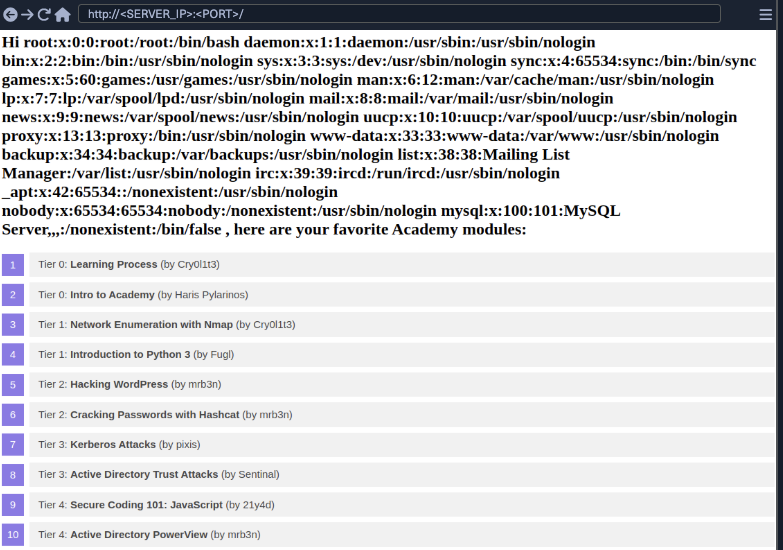 http://<SERVER_IP>:<PORT>/
Hi root:x:0:0:root:/root:/bin/bash daemon:x:1:1:daemon:/usr/sbin:/usr/sbin/nologin
bin:x:2:2:bin:/bin:/usr/sbin/nologin sys:x:3:3:sys:/dev:/usr/sbin/nologin sync:x:4:65534:sync:/bin:/bin/sync
games:x:5:60:games:/usr/games:/usr/sbin/nologin man:x:6:12:man:/var/cache/man:/usr/sbin/nologin
lp:x:7:7:lp:/var/spool/lpd:/usr/sbin/nologin mail:x:8:8:mail:/var/mail:/usr/sbin/nologin
news:x:9:9:news:/var/spool/news:/usr/sbin/nologin uucp:x:10:10:uucp:/var/spool/uucp:/usr/sbin/nologin
proxy:x:13:13:proxy:/bin:/usr/sbin/nologin www-data:x:33:33:www-data:/var/www:/usr/sbin/nologin
backup:x:34:34:backup:/var/backups:/usr/sbin/nologin list:x:38:38:Mailing List
Manager:/var/list:/usr/sbin/nologin irc:x:39:39:ircd:/run/ircd:/usr/sbin/nologin
_apt:x:42:65534::/nonexistent:/usr/sbin/nologin
nobody:x:65534:65534:nobody:/nonexistent:/usr/sbin/nologin mysql:x:100:101:MySQL
Server,,,:/nonexistent:/bin/false , here are your favorite Academy modules:
1 Tier 0: Learning Process (by Cry0l1t3)
2 Tier 0: Intro to Academy (by Haris Pylarinos)
3 Tier 1: Network Enumeration with Nmap (by Cry0l1t3)
4 Tier 1: Introduction to Python 3 (by Fugl)
5 Tier 2: Hacking WordPress (by mrb3n)
6 Tier 2: Cracking Passwords with Hashcat (by mrb3n)
7 Tier 3: Kerberos Attacks (by pixis)
8 Tier 3: Active Directory Trust Attacks (by Sentinal)
9 Tier 4: Secure Coding 101: JavaScript (by 21y4d)
10 Tier 4: Active Directory PowerView (by mrb3n)